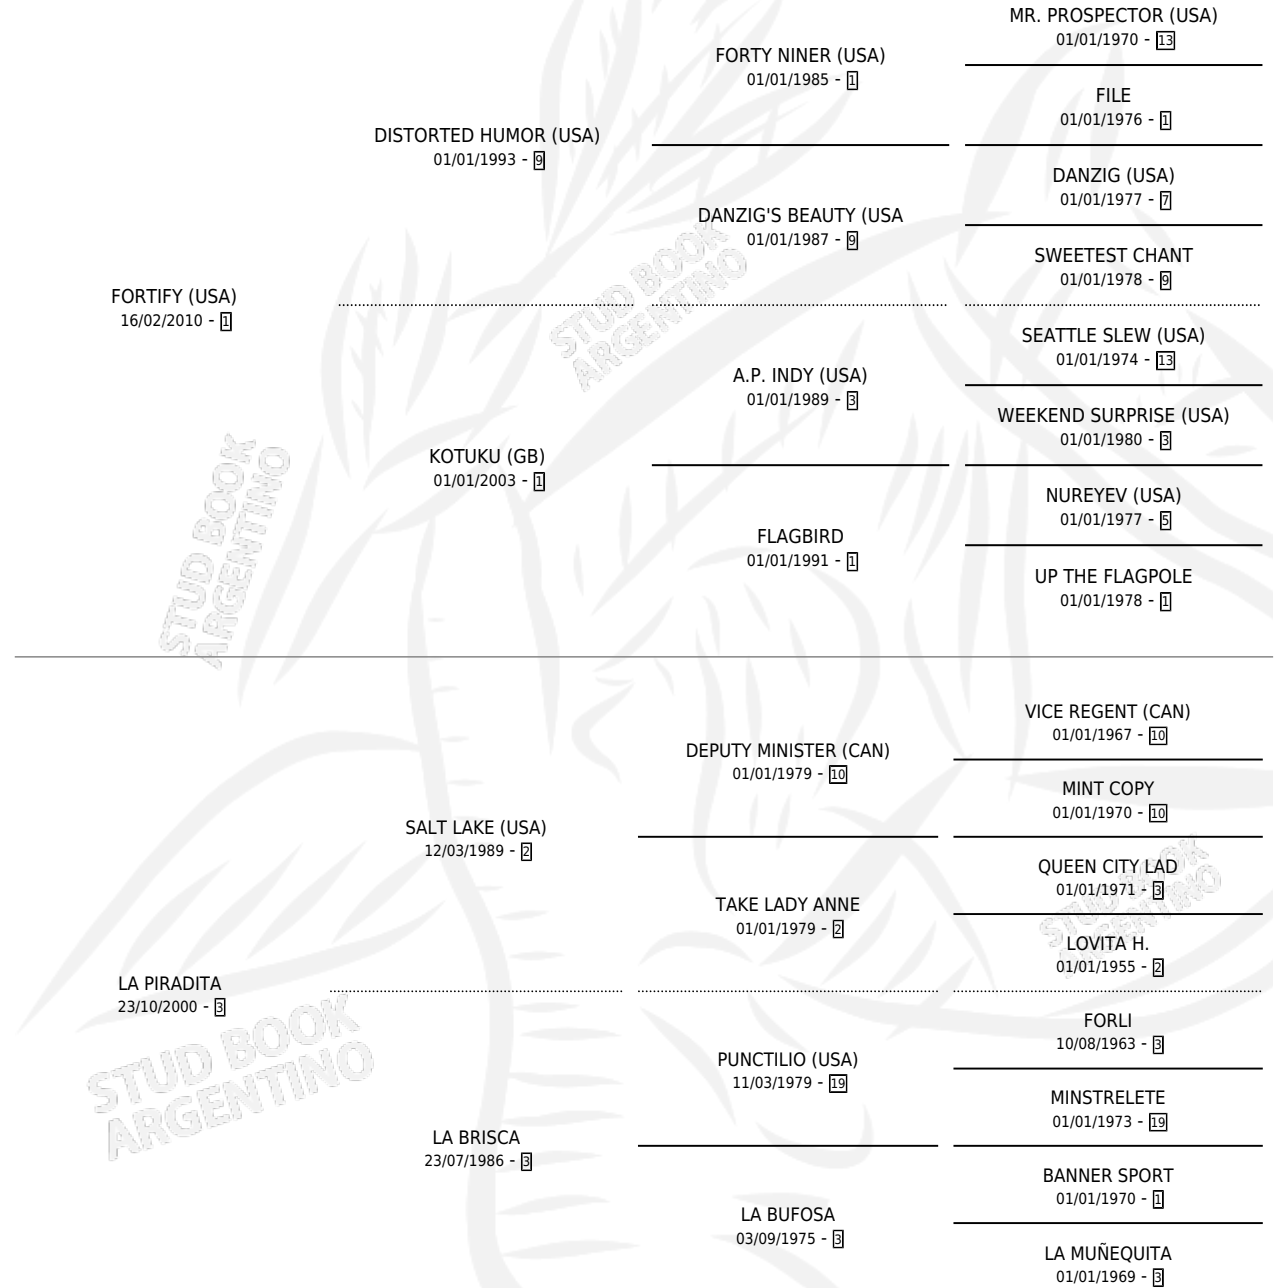 MR. PROSPECTOR (USA)
01/01/1970 - 13
FORTY NINER (USA)
01/01/1985 - 1
FILE
01/01/1976 - 1
DISTORTED HUMOR (USA)
01/01/1993 - 9
DANZIG (USA)
01/01/1977 - 7
DANZIG'S BEAUTY (USA
01/01/1987 - 9
SWEETEST CHANT
01/01/1978 - 9
FORTIFY (USA)
16/02/2010 - 1
STUD BOOK
ARGENTINO
SEATTLE SLEW (USA)
01/01/1974 - 13
A.P. INDY (USA)
01/01/1989 - 3
WEEKEND SURPRISE (USA)
01/01/1980 - 3
KOTUKU (GB)
01/01/2003 - 1
NUREYEV (USA)
01/01/1977 - 5
FLAGBIRD
01/01/1991 - 1
UP THE FLAGPOLE
01/01/1978 - 1
STUD BOOK
ARGENTINO
VICE REGENT (CAN)
01/01/1967 - 10
DEPUTY MINISTER (CAN)
01/01/1979 - 10
MINT COPY
01/01/1970 - 10
SALT LAKE (USA)
12/03/1989 - 2
QUEEN CITY LAD
01/01/1971 - 3
TAKE LADY ANNE
01/01/1979 - 2
LOVITA H.
01/01/1955 - 2
STUD BOOK
ARGENTINO
LA PIRADITA
23/10/2000 - 3
FORLI
10/08/1963 - 3
PUNCTILIO (USA)
11/03/1979 - 19
MINSTRELETE
01/01/1973 - 19
STUD BOOK
ARGENTINO
LA BRISCA
23/07/1986 - 3
BANNER SPORT
01/01/1970 - 1
LA BUFOSA
03/09/1975 - 3
LA MUÑEQUITA
01/01/1969 - 3